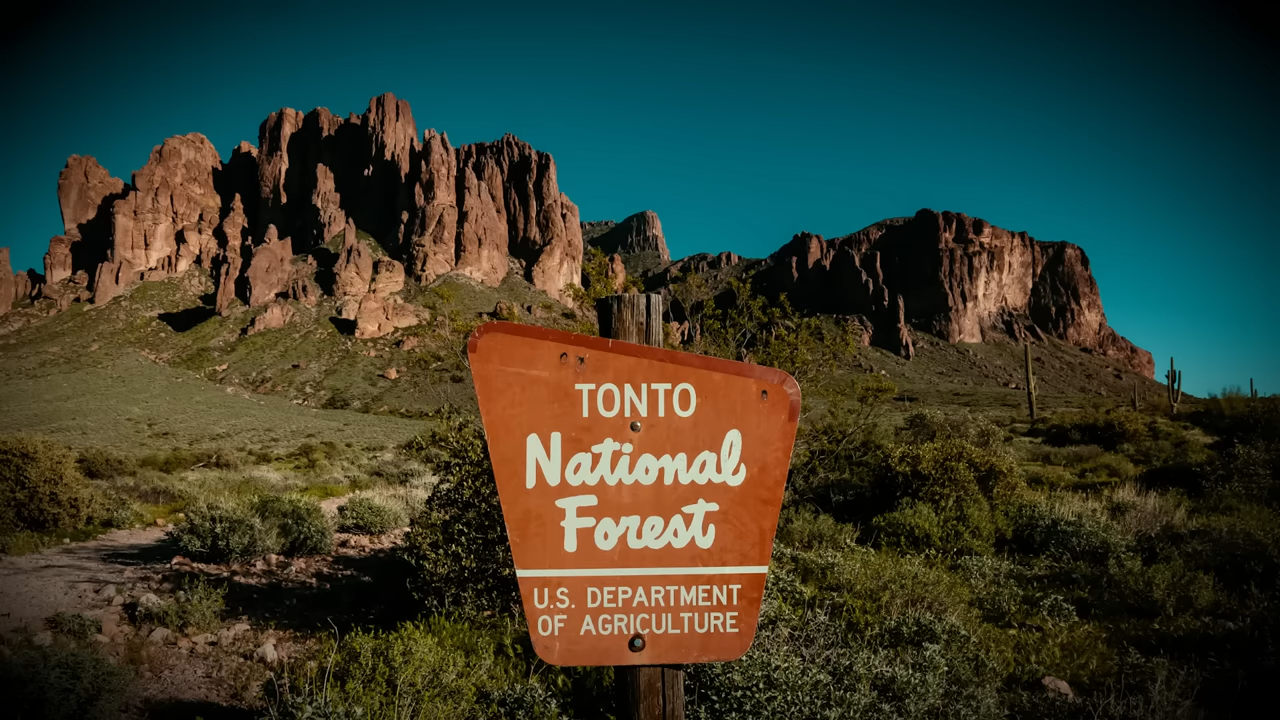 TONTO
National
Forest
U.S. DEPARTMENT
OF AGRICULTURE